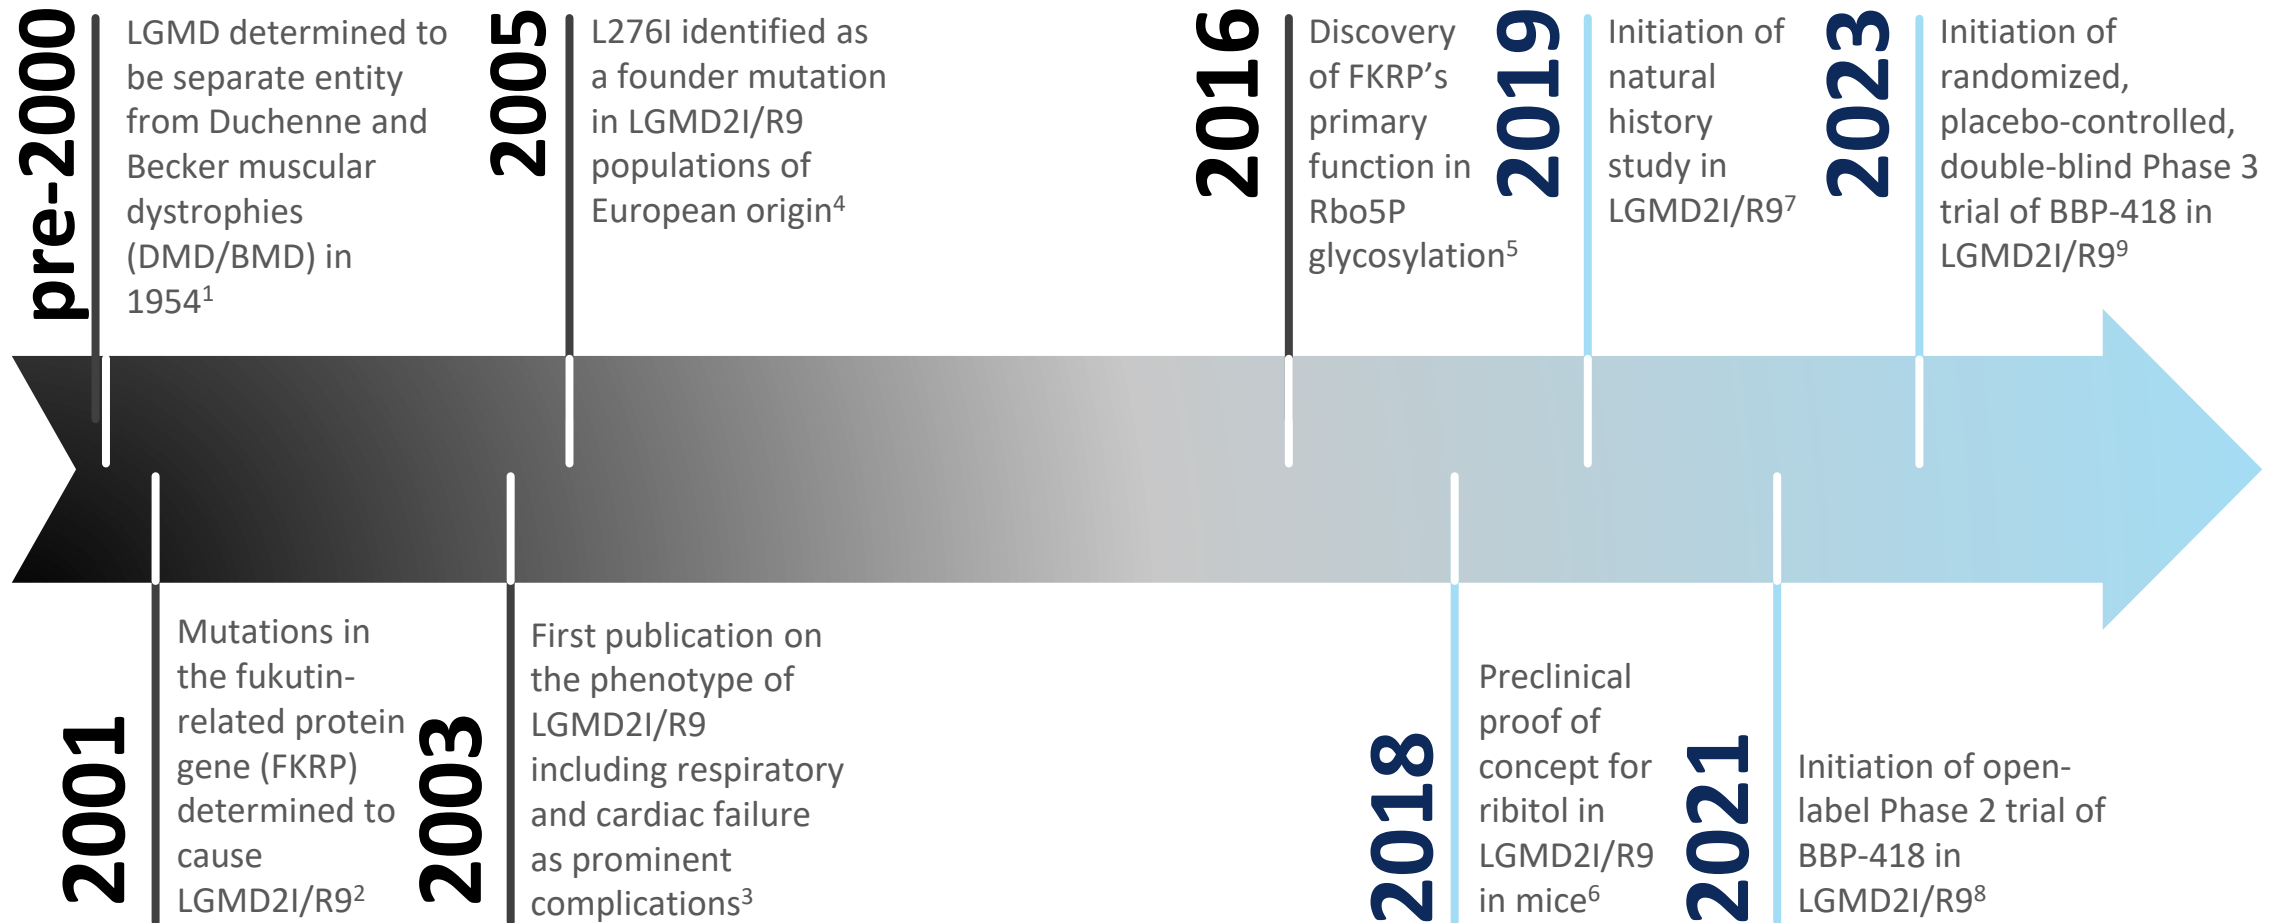 pre-2000
LGMD determined to
be separate entity
from Duchenne and
Becker muscular
dystrophies
(DMD/BMD) in
1954¹
2005
L276I identified as
a founder mutation
in LGMD2I/R9
populations of
European origin⁴
2016
Discovery
of FKRP’s
primary
function in
Rbo5P
glycosylation⁵
2019
Initiation of
natural
history
study in
LGMD2I/R9⁷
2023
Initiation of
randomized,
placebo-controlled,
double-blind Phase 3
trial of BBP-418 in
LGMD2I/R9⁹
2001
Mutations in
the fukutin-
related protein
gene (FKRP)
determined to
cause
LGMD2I/R9²
2003
First publication on
the phenotype of
LGMD2I/R9
including respiratory
and cardiac failure
as prominent
complications³
2018
Preclinical
proof of
concept for
ribitol in
LGMD2I/R9
in mice⁶
2021
Initiation of open-
label Phase 2 trial of
BBP-418 in
LGMD2I/R9⁸